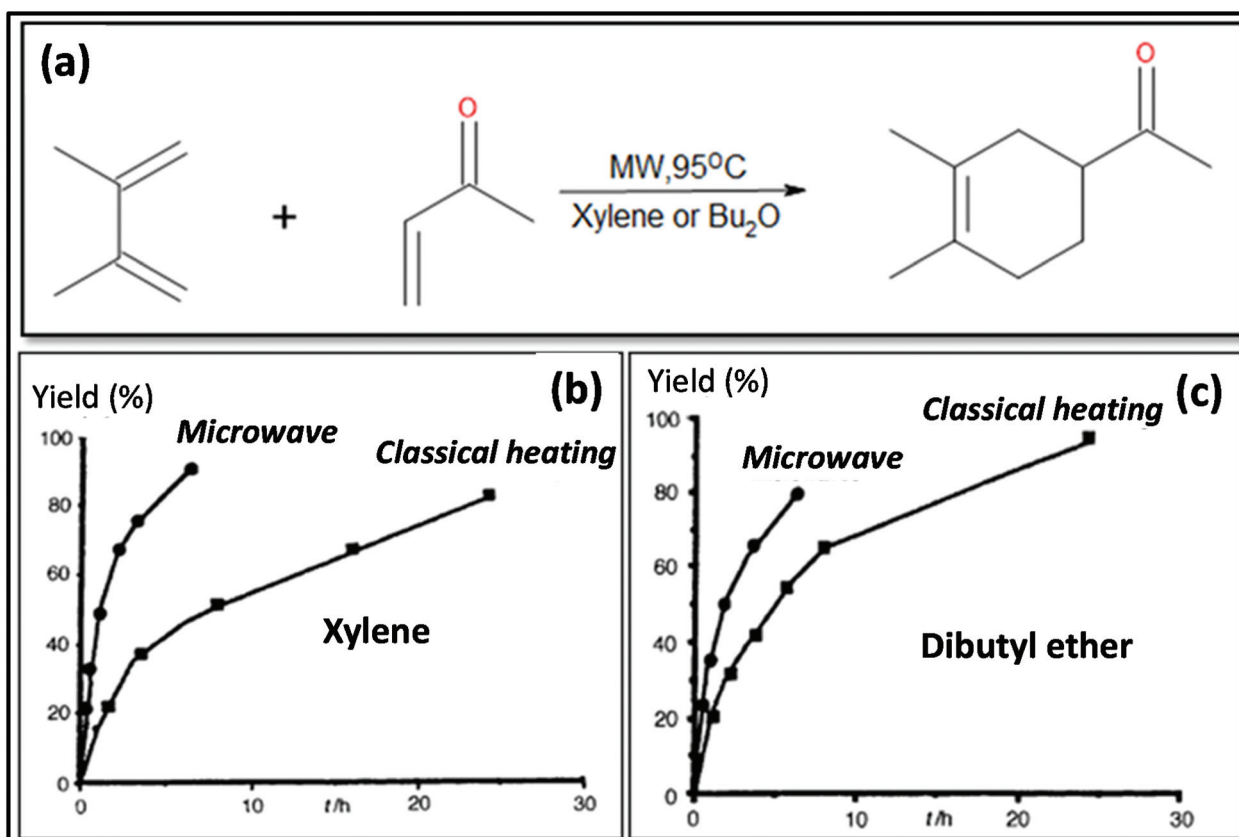 (a)
O
O
+
MW,95°C
Xylene or Bu₂O
Yield (%)
(b)
Microwave
Classical heating
100
80
60
40
20
0
Xylene
0
10
t/h
20
30
Yield (%)
(c)
Classical heating
Microwave
100
80
60
40
20
0
Dibutyl ether
0
10
t/h
20
30